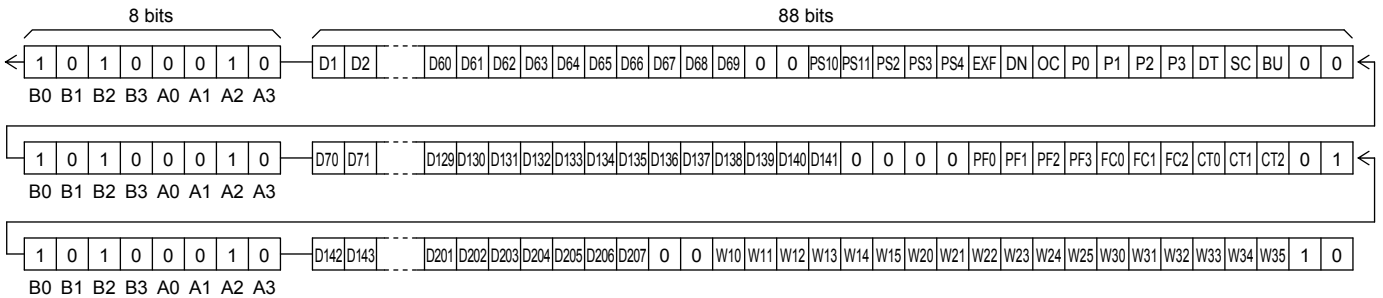 8 bits 88 bits
1 0 1 0 0 0 1 0 D1 D2 D60 D61 D62 D63 D64 D65 D66 D67 D68 D69 0 0 PS10 PS11 PS2 PS3 PS4 EXF DN OC P0 P1 P2 P3 DT SC BU 0 0
B0 B1 B2 B3 A0 A1 A2 A3
1 0 1 0 0 0 1 0 D70 D71 D129 D130 D131 D132 D133 D134 D135 D136 D137 D138 D139 D140 D141 0 0 0 0 PF0 PF1 PF2 PF3 FC0 FC1 FC2 CT0 CT1 CT2 0 1
B0 B1 B2 B3 A0 A1 A2 A3
1 0 1 0 0 0 1 0 D142 D143 D201 D202 D203 D204 D205 D206 D207 0 0 W10 W11 W12 W13 W14 W15 W20 W21 W22 W23 W24 W25 W30 W31 W32 W33 W34 W35 1 0
B0 B1 B2 B3 A0 A1 A2 A3